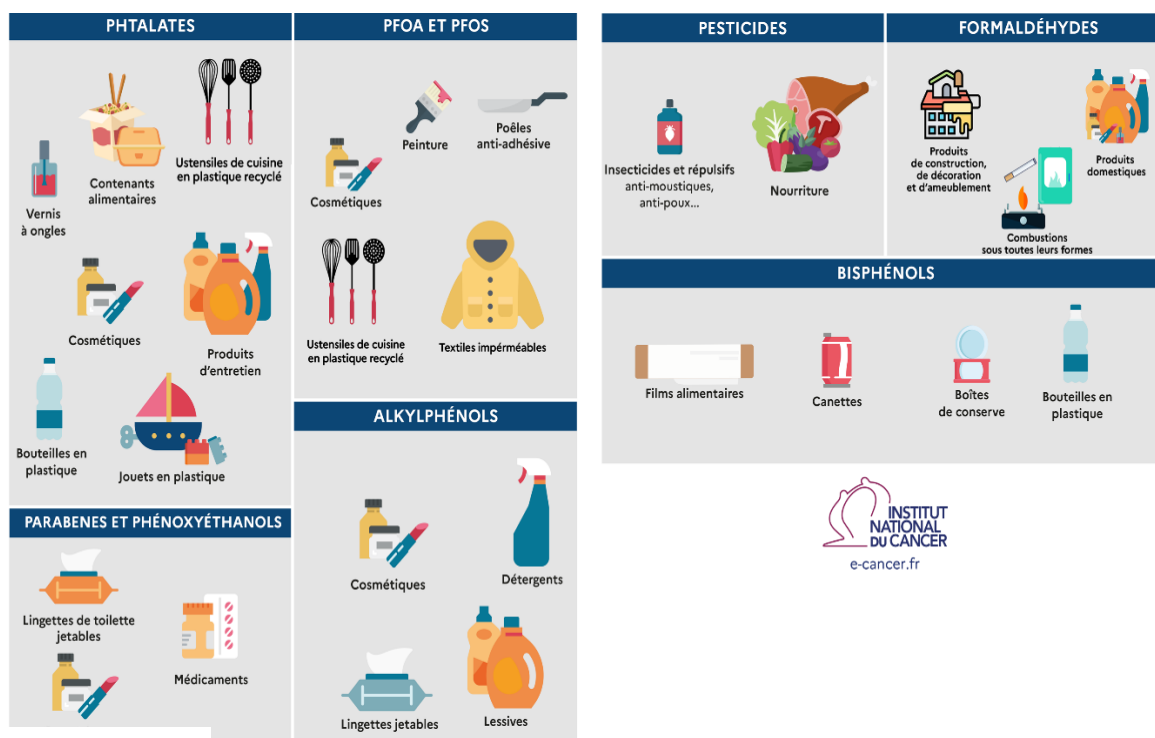 PHTALATES
Vernis
à ongles
Contenants
alimentaires
Ustensiles de cuisine
en plastique recyclé
Cosmétiques
Produits
d'entretien
Bouteilles en
plastique
Jouets en plastique
PARABENES ET PHÉNOXYÉTHANOLS
Lingettes de toilette
jetables
Médicaments
PFOA ET PFOS
Cosmétiques
Peinture
Poêles
anti-adhésive
Ustensiles de cuisine
en plastique recyclé
Textiles impérméables
ALKYLPHÉNOLS
Cosmétiques
Détergents
Lingettes jetables
Lessives
PESTICIDES
Insecticides et répulsifs
anti-moustiques,
anti-poux...
Nourriture
FORMALDÉHYDES
Produits
de construction,
de décoration
et d'ameublement
Combustions
sous toutes leurs formes
Produits
domestiques
BISPHÉNOLS
Films alimentaires
Canettes
Boîtes
de conserve
Bouteilles en
plastique
INSTITUT
NATIONAL
DU CANCER
e-cancer.fr